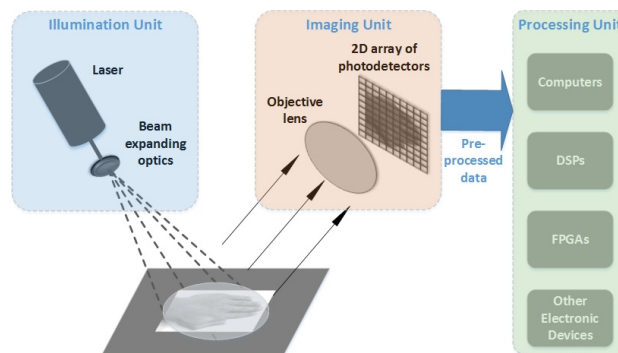 Illumination Unit
Laser
Beam
expanding
optics
Imaging Unit
2D array of
photodetectors
Objective
lens
Pre-
processed
data
Processing Unit
Computers
DSPs
FPGAs
Other
Electronic
Devices